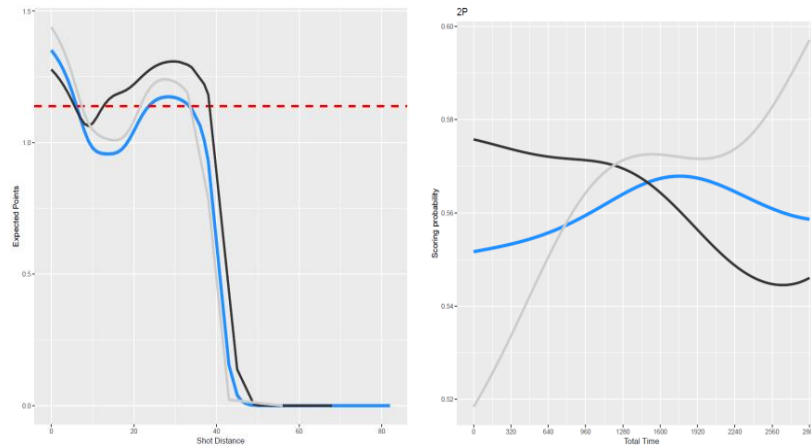 1.5
1.0
0.5
0.0
Expected Points
0 20 40 60 80
Shot Distance
2P
0.60
0.58
0.56
0.54
0.52
Scoring probability
0 320 640 960 1280 1600 1920 2240 2560
Total Time